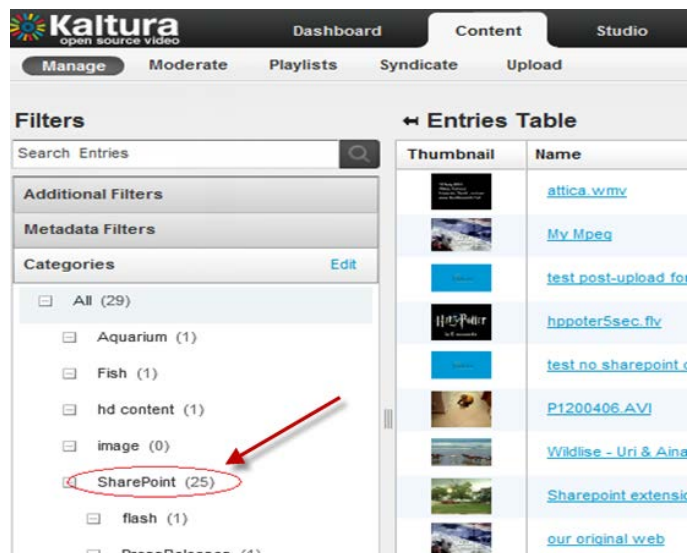 Kaltura
open source video
Dashboard Content Studio
Manage Moderate Playlists Syndicate Upload
Filters
Search Entries
Additional Filters
Metadata Filters
Categories Edit
All (29)
Aquarium (1)
Fish (1)
hd content (1)
image (0)
SharePoint (25)
flash (1)
PressReleases (1)
Entries Table
Thumbnail Name
attica.wmv
My Mpeg
test post-upload for
hppoter5sec.flv
test no sharepoint
P1200406.AVI
Wildlise - Uri & Aina
Sharepoint extensio
our original web